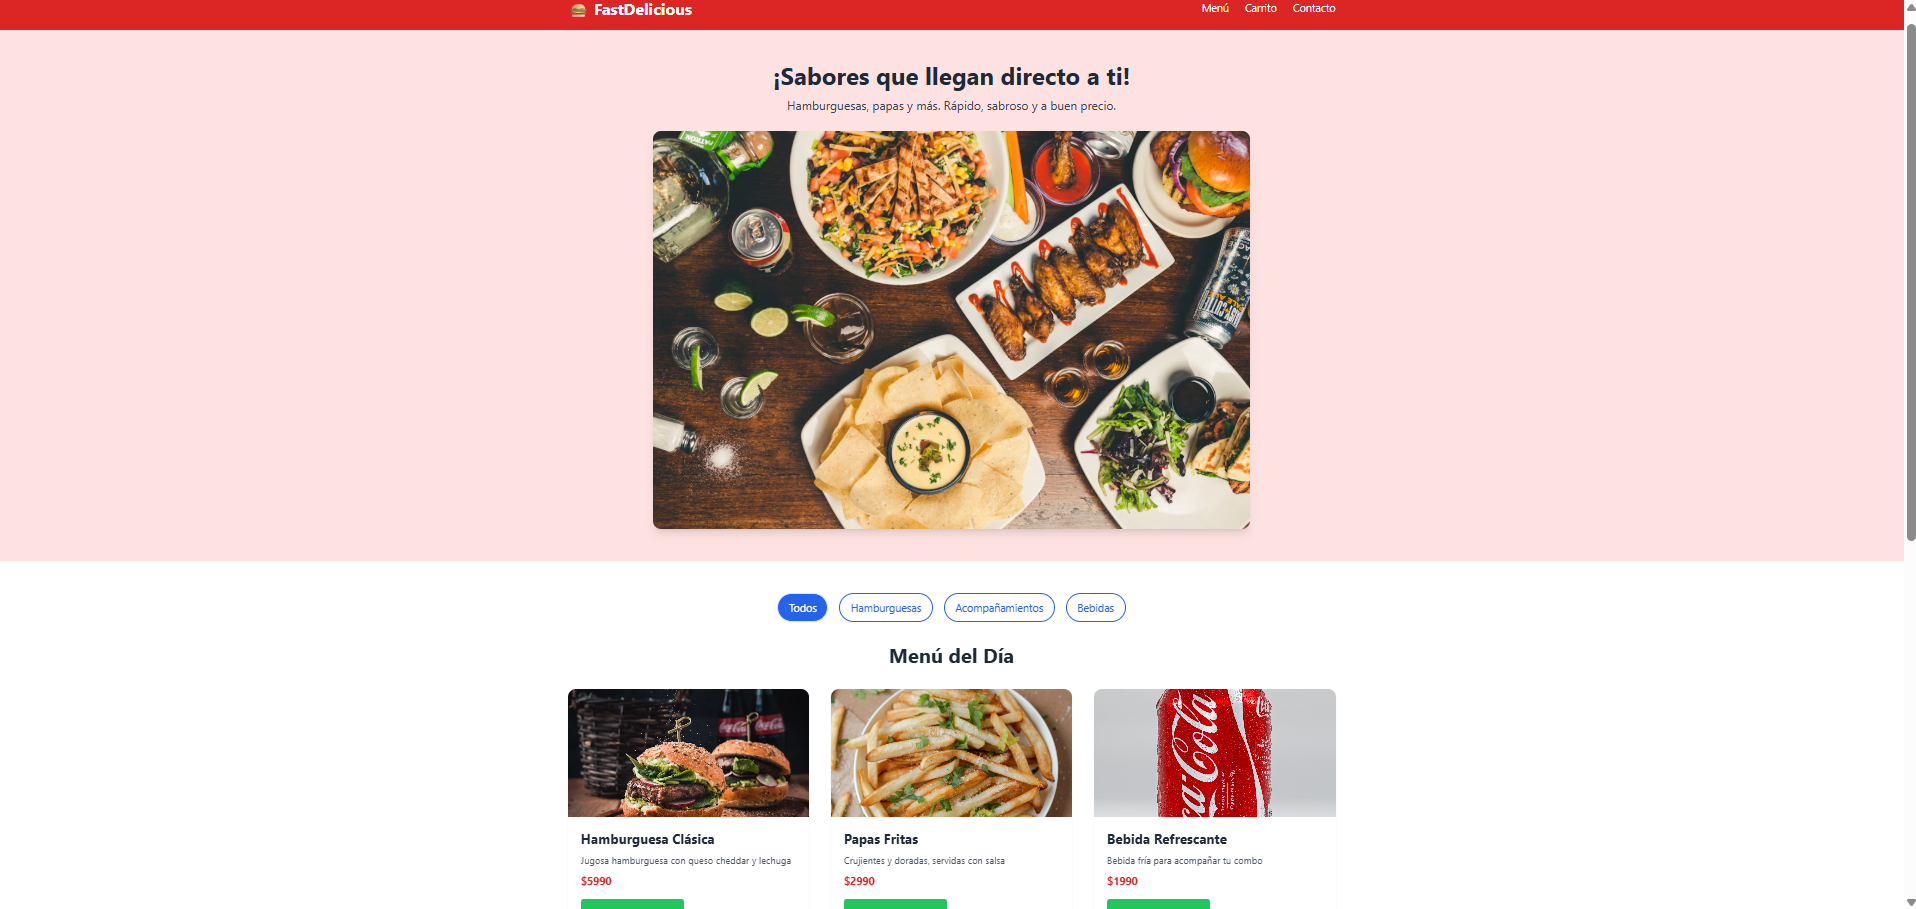 FastDelicious
Menú Carrito Contacto
¡Sabores que llegan directo a ti!
Hamburguesas, papas y más. Rápido, sabroso y a buen precio.
Todos Hamburguesas Acompañamientos Bebidas
Menú del Día
Coca-Cola
Hamburguesa Clásica
Jugosa hamburguesa con queso cheddar y lechuga
$5990
Papas Fritas
Crujientes y doradas, servidas con salsa
$2990
Bebida Refrescante
Bebida fría para acompañar tu combo
$1990